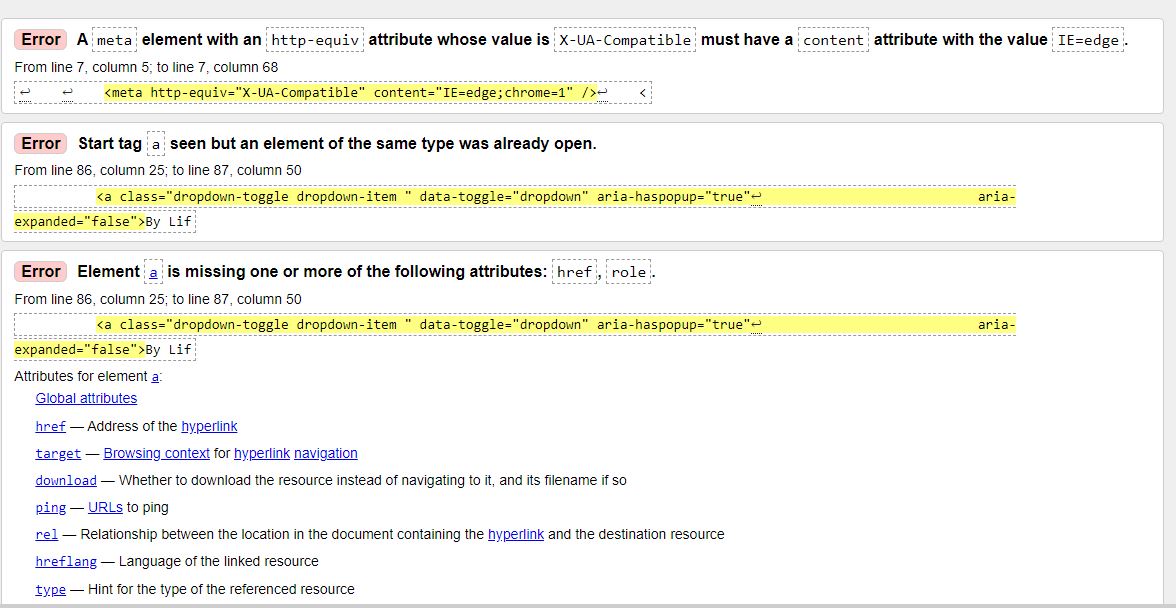 Error A meta element with an http-equiv attribute whose value is X-UA-Compatible must have a content attribute with the value IE=edge.
From line 7, column 5; to line 7, column 68
↩ ↩ <meta http-equiv="X-UA-Compatible" content="IE=edge;chrome=1" />↩ <
Error Start tag a seen but an element of the same type was already open.
From line 86, column 25; to line 87, column 50
<a class="dropdown-toggle dropdown-item " data-toggle="dropdown" aria-haspopup="true"↩ aria-
expanded="false">By Lif
Error Element a is missing one or more of the following attributes: href, role.
From line 86, column 25; to line 87, column 50
<a class="dropdown-toggle dropdown-item " data-toggle="dropdown" aria-haspopup="true"↩ aria-
expanded="false">By Lif
Attributes for element a:
Global attributes
href — Address of the hyperlink
target — Browsing context for hyperlink navigation
download — Whether to download the resource instead of navigating to it, and its filename if so
ping — URLs to ping
rel — Relationship between the location in the document containing the hyperlink and the destination resource
hreflang — Language of the linked resource
type — Hint for the type of the referenced resource